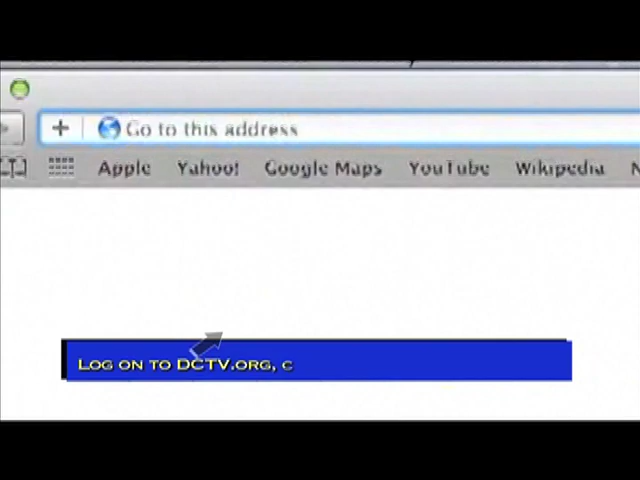 Go to this address
Apple Yahoo! Google Maps YouTube Wikipedia N
LOG ON TO DCTV.ORG, C